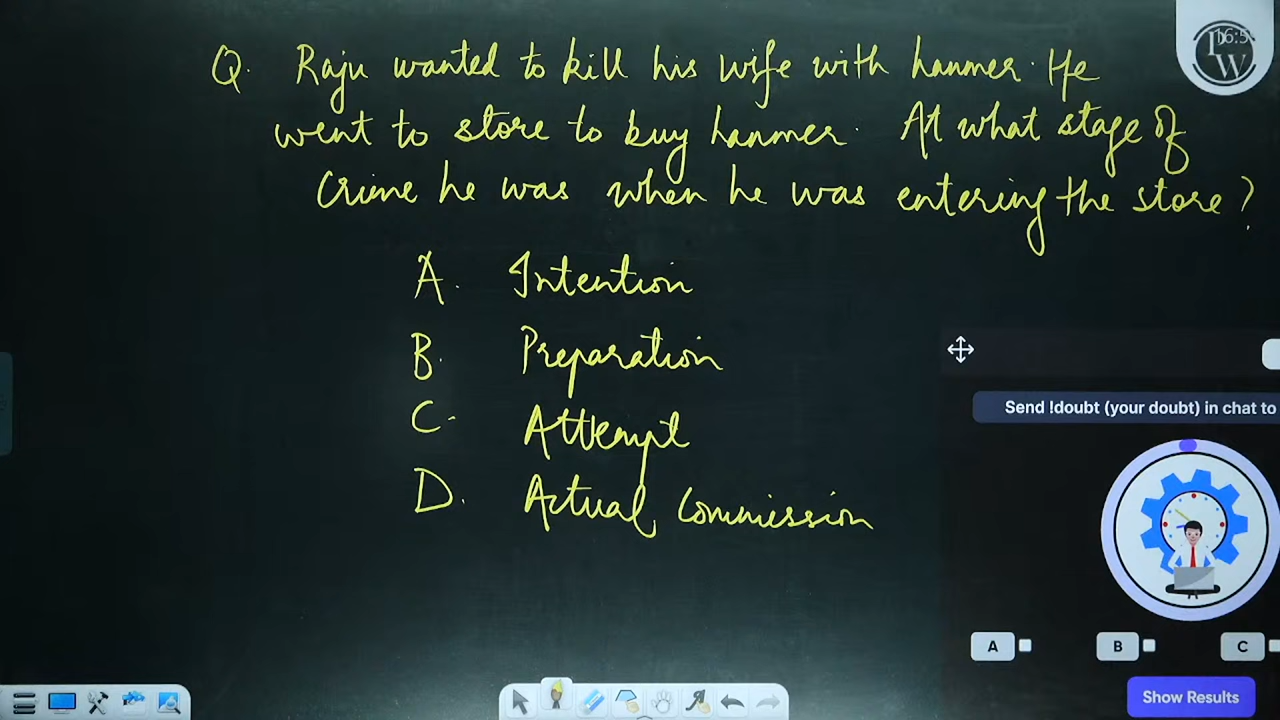 Q. Raju wanted to kill his wife with hammer. He
went to store to buy hammer. At what stage of
Crime he was when he was entering the store?
A. Intention
B. Preparation
C. Attempt
D. Actual Commission
Send !doubt (your doubt) in chat to
A
B
C
Show Results